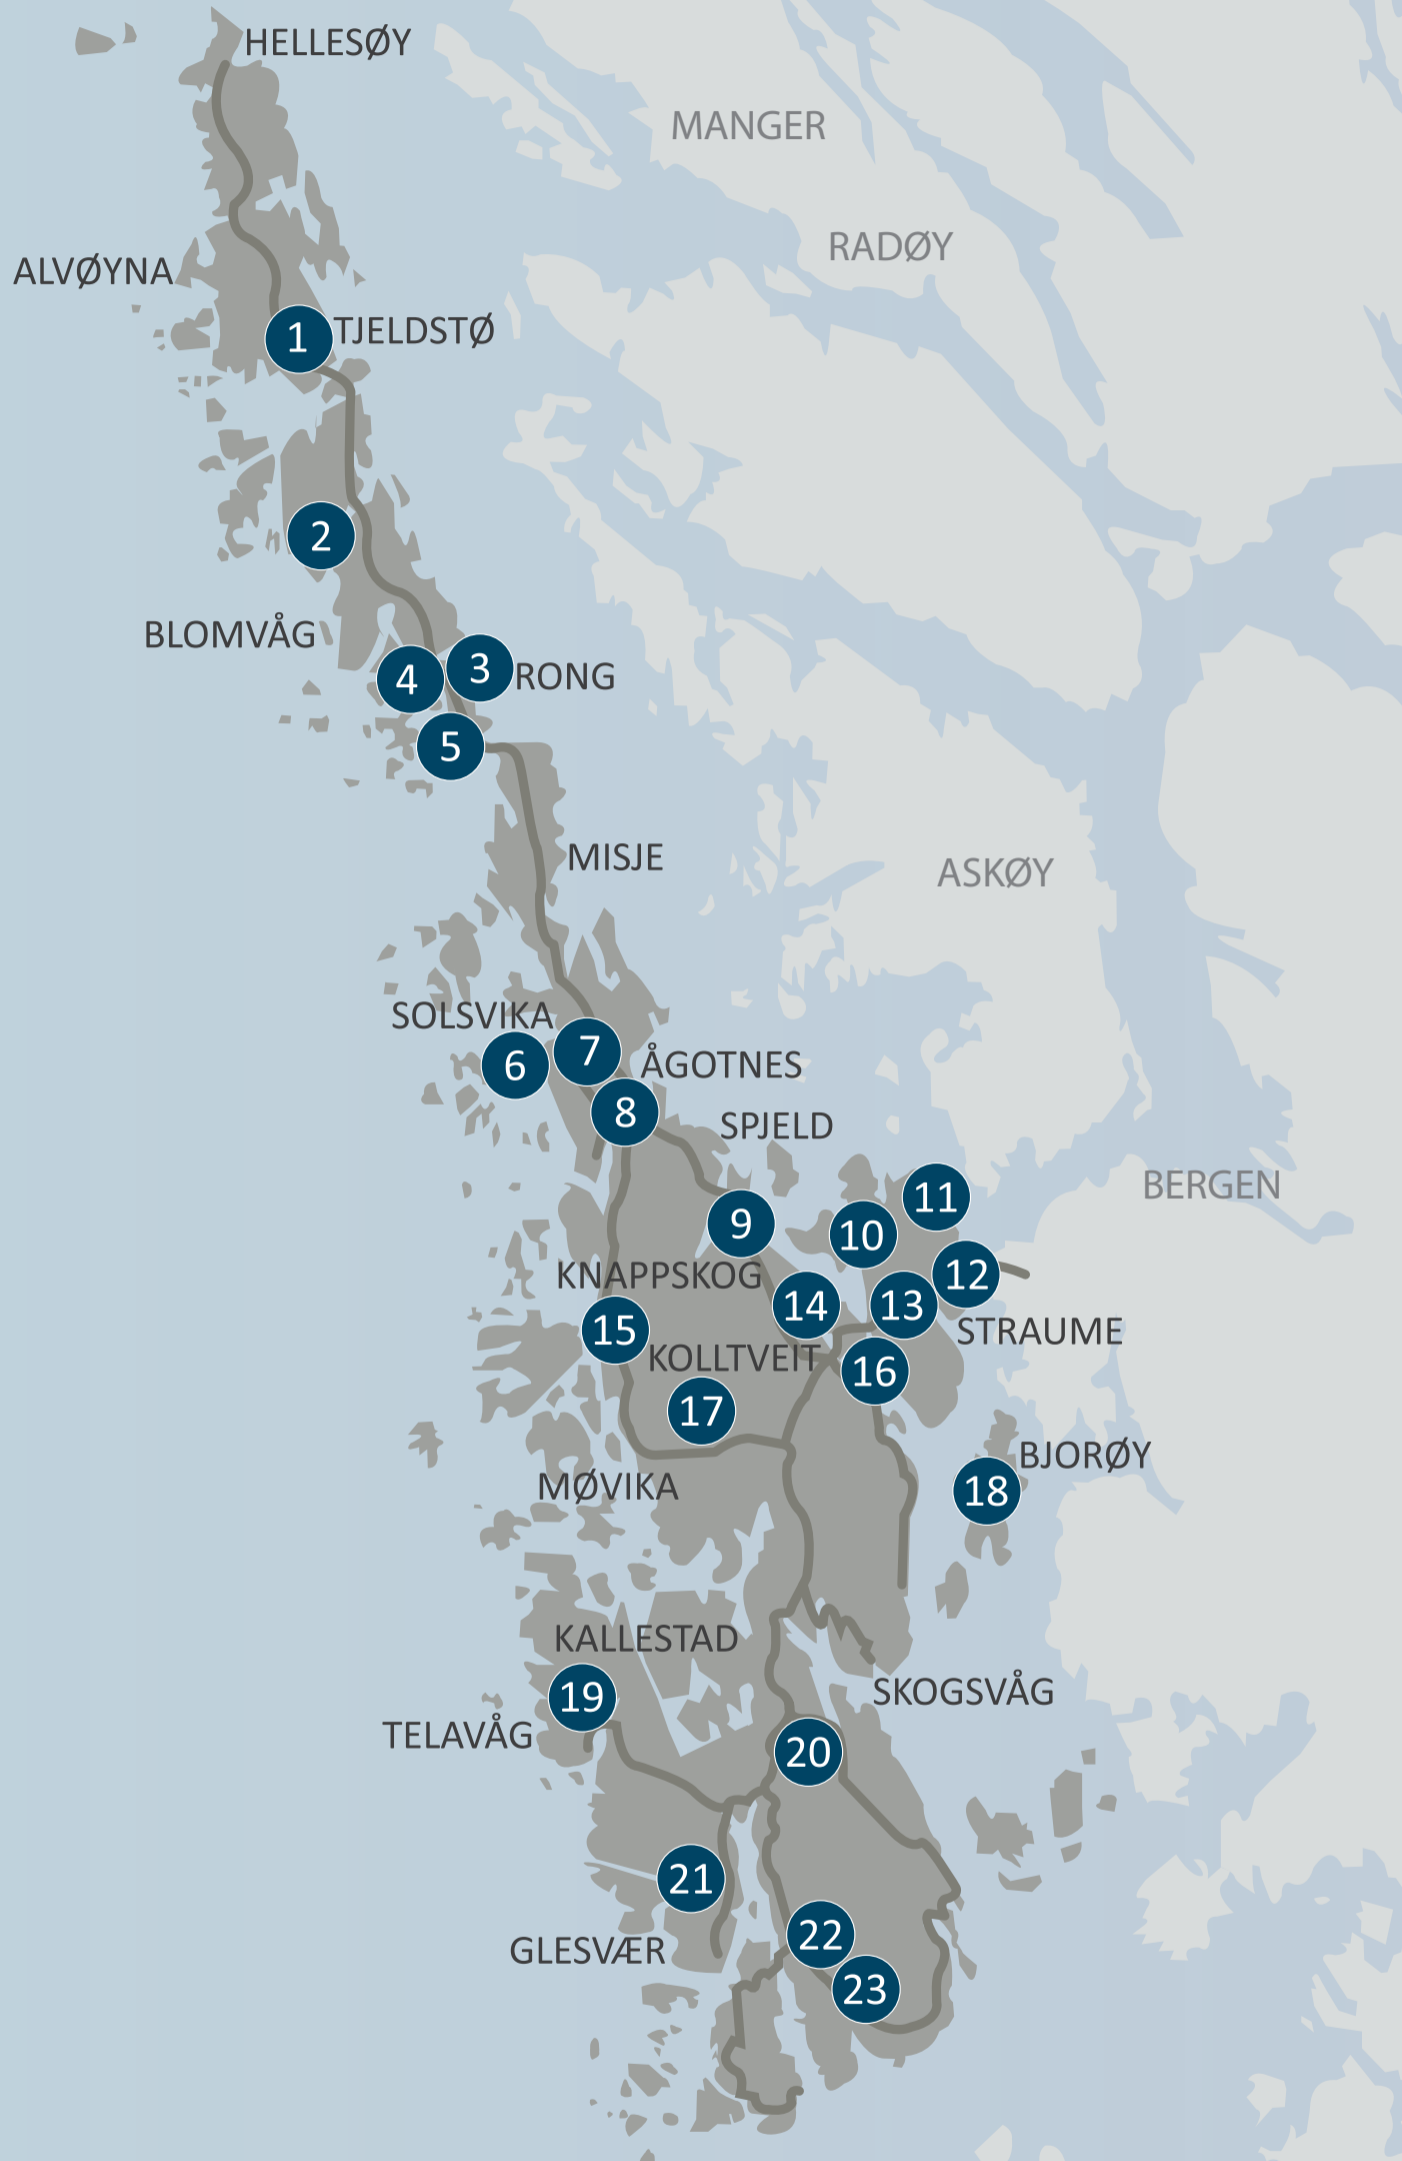 HELLESØY
MANGER
RADØY
ALVØYNA
1 TJELDSTØ
2
BLOMVÅG
3 RONG
4
5
MISJE
ASKØY
SOLSVIKA
6
7
ÅGOTNES
8
SPJELD
BERGEN
9
10
11
12
KNAPPSKOG
13
14
15
STRAUME
KOLLTVEIT
16
17
BJORØY
MØVIKA
18
KALLESTAD
19
SKOGSVÅG
TELAVÅG
20
21
GLESVÆR
22
23